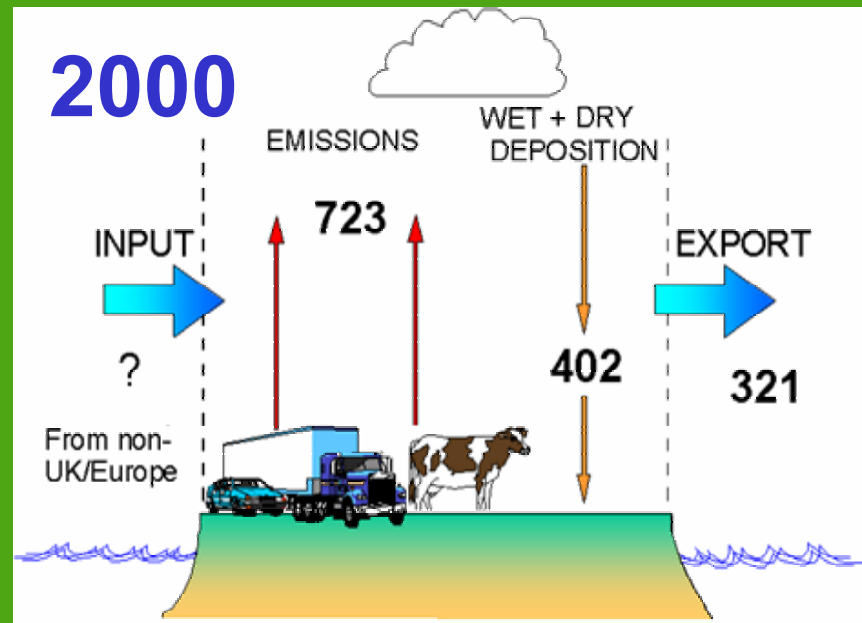 2000
EMISSIONS
723
WET + DRY
DEPOSITION
402
INPUT
?
From non-
UK/Europe
EXPORT
321